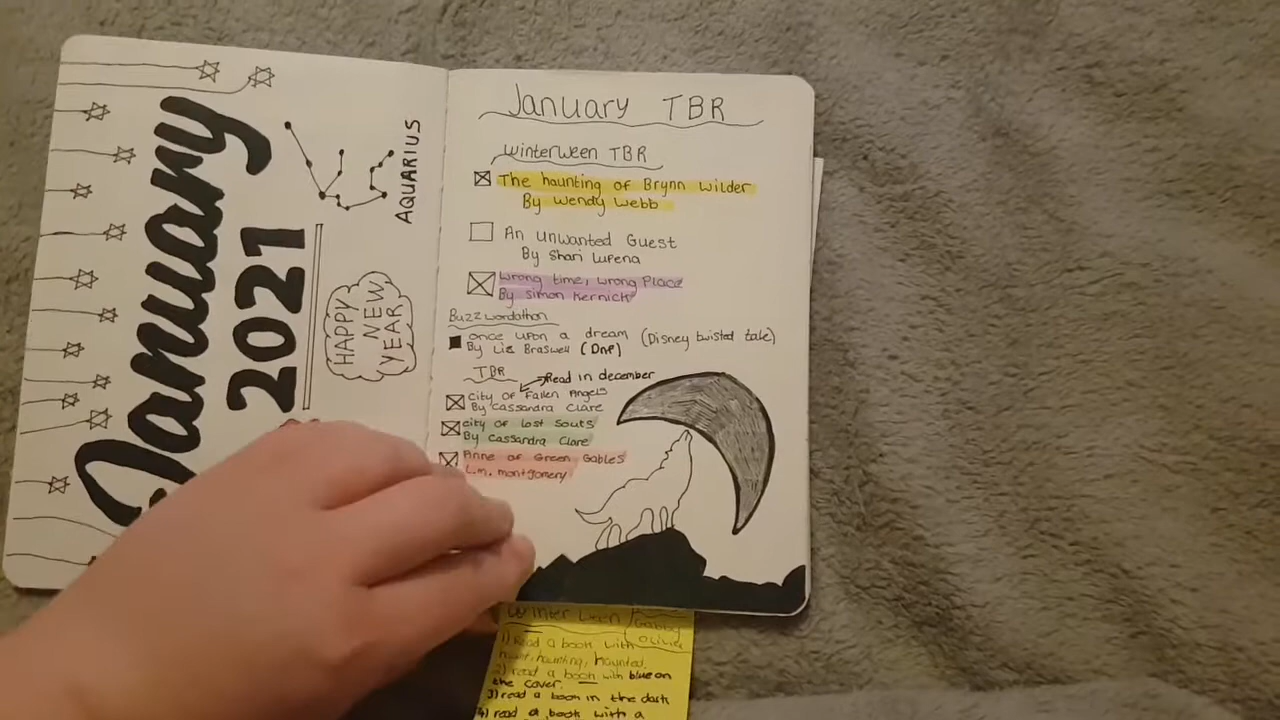 January
2021
AQUARIUS
HAPPY
NEW
YEAR
January TBR
Winterween TBR
The haunting of Brynn Wilder
By Wendy Webb
An Unwanted Guest
By Shari Lapena
Wrong time, Wrong Place
By Simon Kernick
Buzzwordathon
Once upon a dream (Disney twisted tale)
By Liz Braswell (DNF)
TBR
Read in december
City of Fallen Angels
By Cassandra Clare
City of Lost Souls
By Cassandra Clare
Anne of Green Gables
L.M. Montgomery
Winter ween
Gabby
Olivia
1) Read a book with
haunt, haunting, haunted.
2) read a book with blue on
the cover.
3) read a book in the dark
4) read a book with a